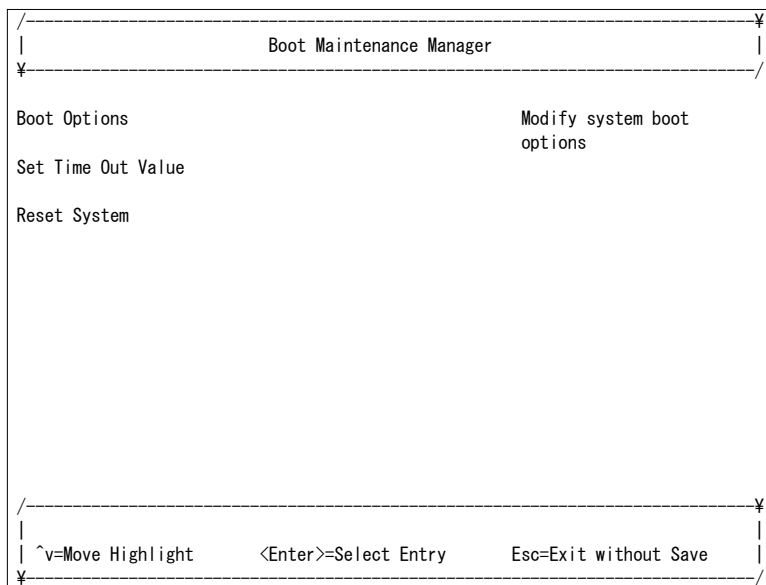 /------------------------------------------------------------------------------¥
|                          Boot Maintenance Manager                            |
¥------------------------------------------------------------------------------/
Boot Options                                          Modify system boot
                                                      options
Set Time Out Value
Reset System
/------------------------------------------------------------------------------¥
|                                                                              |
| ^v=Move Highlight       <Enter>=Select Entry       Esc=Exit without Save     |
¥------------------------------------------------------------------------------/